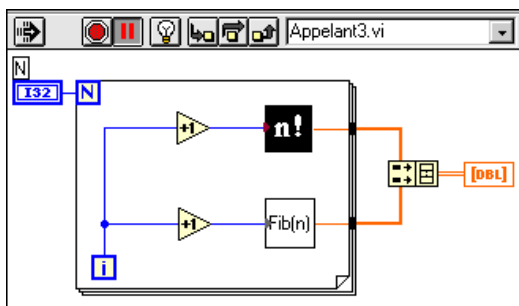 Appelant3.vi
N
I32
N
+1
n!
[DBL]
+1
Fib(n)
i